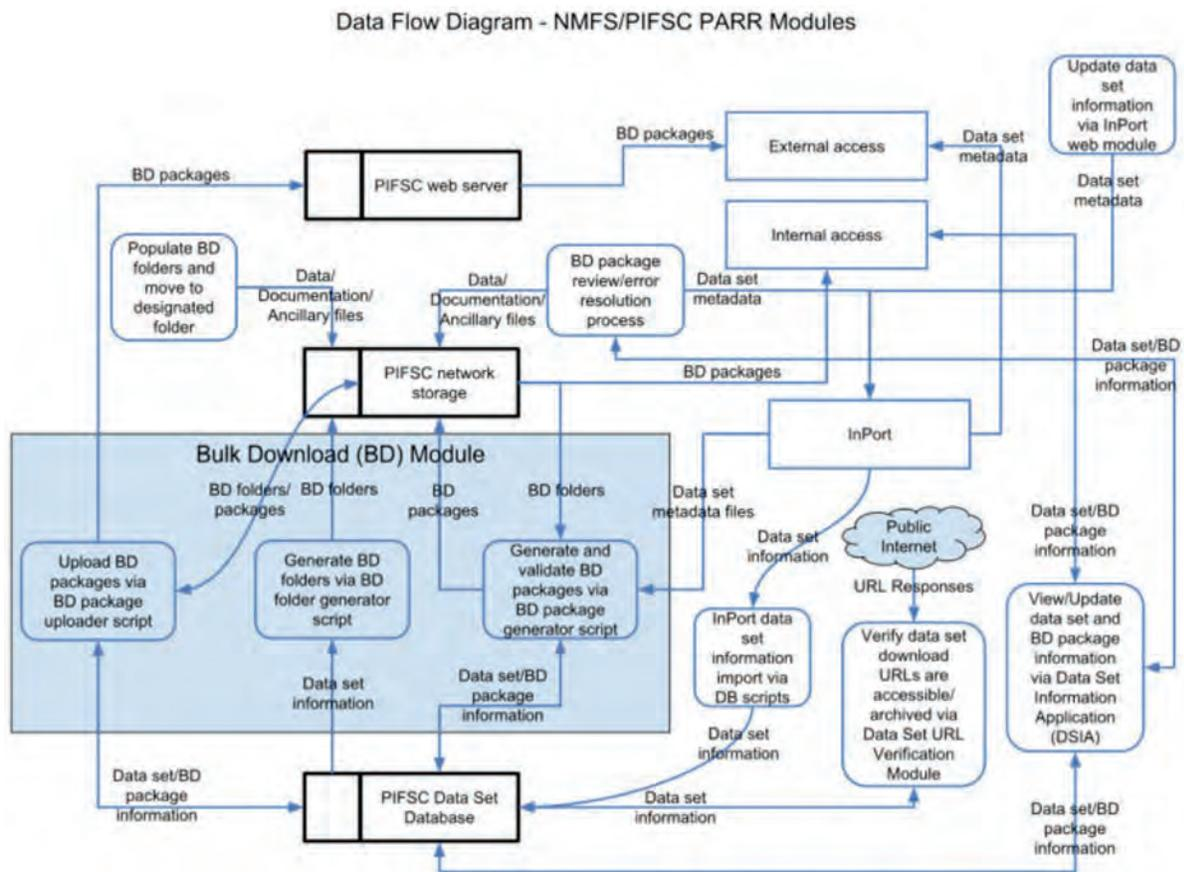 Data Flow Diagram - NMFS/PIFSC PARR Modules
Update data
set
information
via InPort
web module
BD packages
External access
Data set
metadata
BD packages
PIFSC web server
Data set
metadata
Internal access
Populate BD
folders and
move to
designated
folder
Data/
Documentation/
Ancillary files
Data/
Documentation/
Ancillary files
BD package
review/error
resolution
process
Data set
metadata
Data set/BD
package
information
PIFSC network
storage
BD packages
InPort
Bulk Download (BD) Module
BD folders/
packages
BD folders
BD
packages
BD folders
Data set
metadata files
Data set
information
Public
Internet
Data set/BD
package
information
URL Responses
Upload BD
packages via
BD package
uploader script
Generate BD
folders via BD
folder generator
script
Generate and
validate BD
packages via
BD package
generator script
InPort data
set
information
import via
DB scripts
Verify data set
download
URLs are
accessible/
archived via
Data Set URL
Verification
Module
View/Update
data set and
BD package
information
via Data Set
Information
Application
(DSIA)
Data set
information
Data set/BD
package
information
Data set
information
Data set/BD
package
information
PIFSC Data Set
Database
Data set
information
Data set/BD
package
information